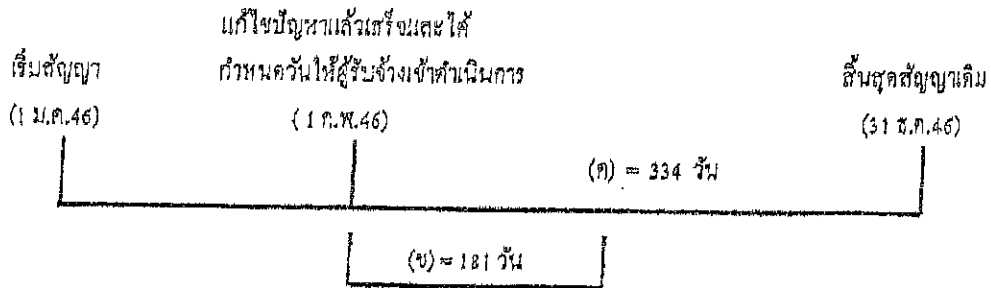 แก้ไขปัญหาแล้วเสร็จและได้
เริ่มสัญญา
กำหนดวันให้ผู้รับจ้างเข้าดำเนินการ
สิ้นสุดสัญญาเดิม
(1 ม.ค.46)
(1 ก.พ.46)
(31 ธ.ค.46)
(ค) = 334 วัน
(ข) = 181 วัน